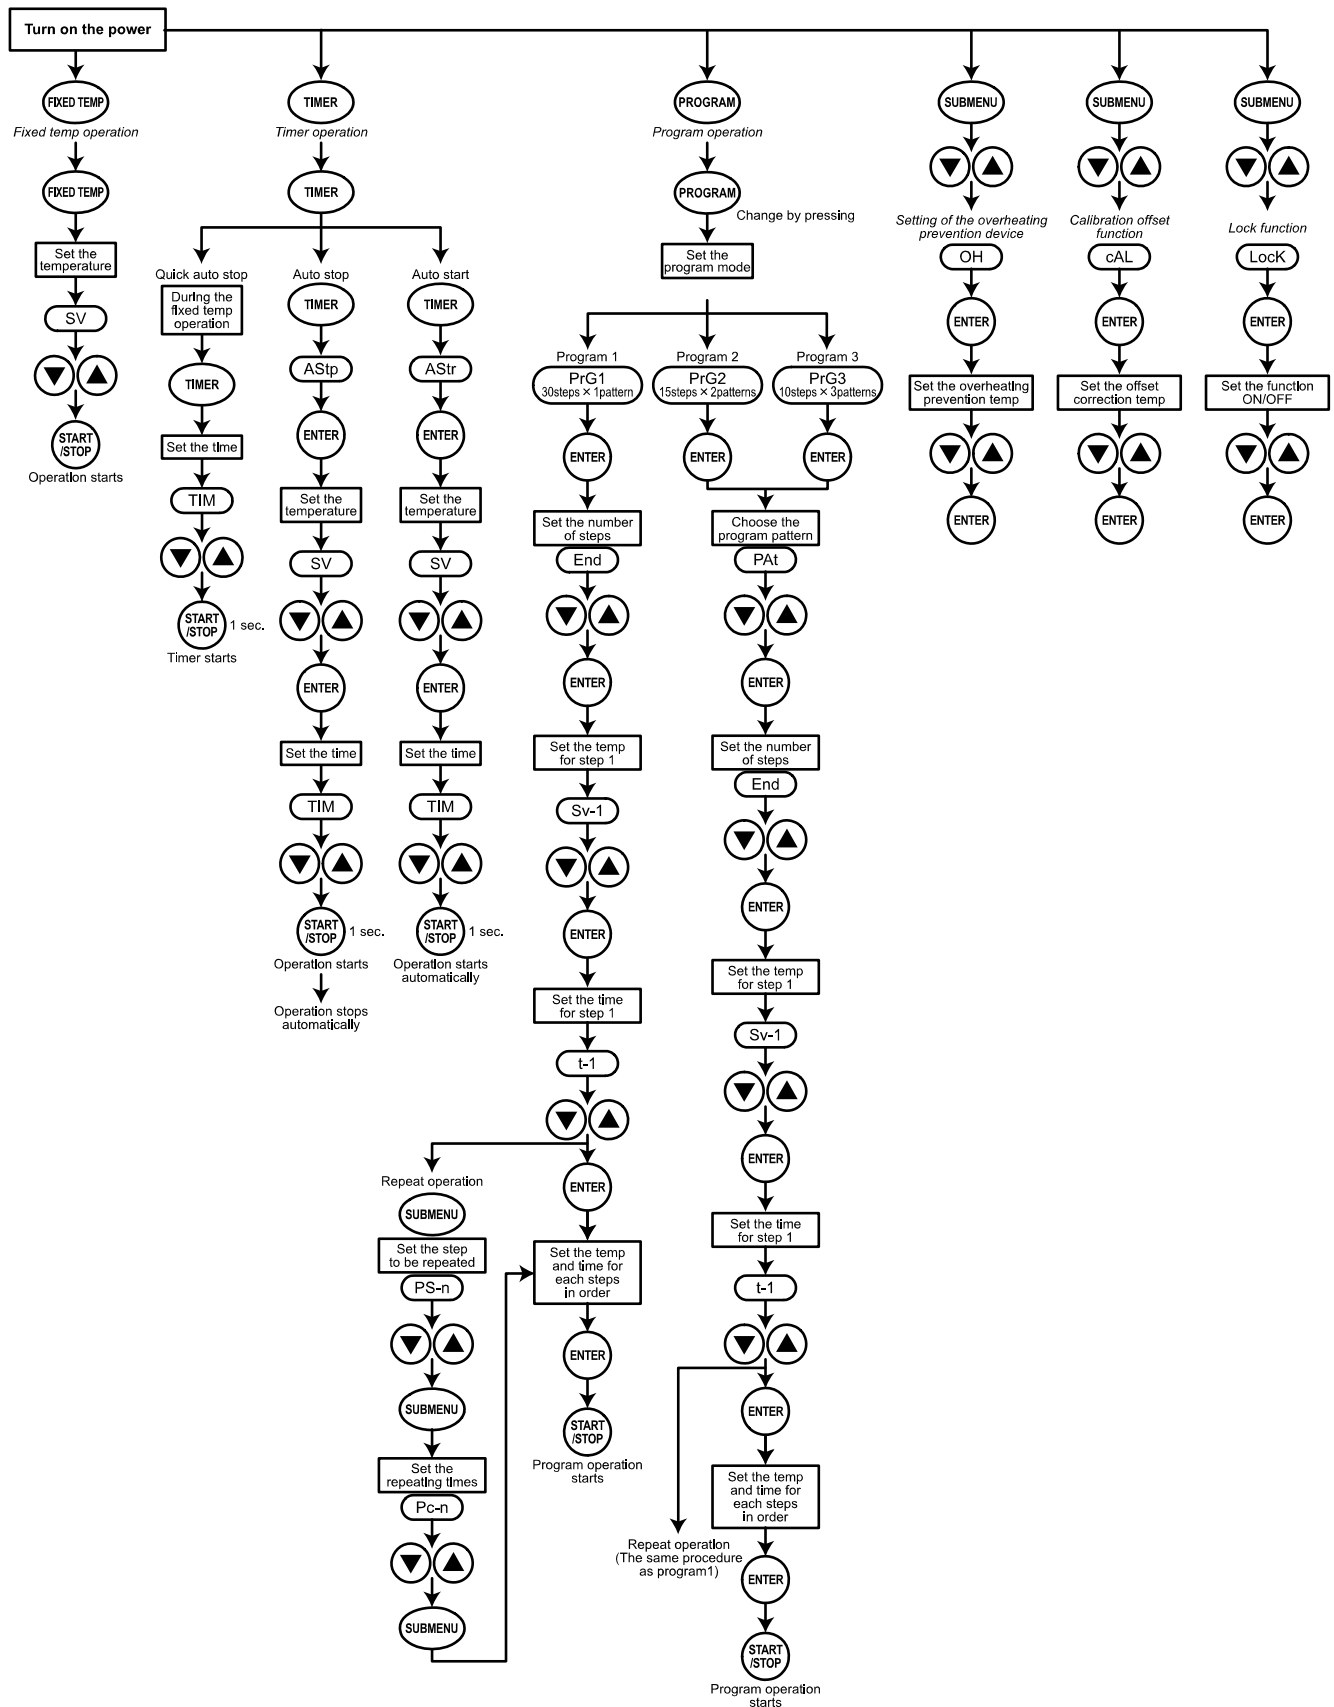 Turn on the power
FIXED TEMP
Fixed temp operation
FIXED TEMP
Set the
temperature
SV
START
/STOP
Operation starts
TIMER
Timer operation
TIMER
Quick auto stop
During the
fixed temp
operation
TIMER
Set the time
TIM
START
/STOP
1 sec.
Timer starts
Auto stop
TIMER
AStp
ENTER
Set the
temperature
SV
ENTER
Set the time
TIM
START
/STOP
1 sec.
Operation starts
Operation stops
automatically
Auto start
TIMER
AStr
ENTER
Set the
temperature
SV
ENTER
Set the time
TIM
START
/STOP
1 sec.
Operation starts
automatically
PROGRAM
Program operation
PROGRAM
Change by pressing
Set the
program mode
Program 1
PrG1
30steps × 1pattern
ENTER
Set the number
of steps
End
ENTER
Set the temp
for step 1
Sv-1
ENTER
Set the time
for step 1
t-1
Repeat operation
SUBMENU
Set the step
to be repeated
PS-n
SUBMENU
Set the
repeating times
Pc-n
SUBMENU
ENTER
Set the temp
and time for
each steps
in order
ENTER
START
/STOP
Program operation
starts
Program 2
PrG2
15steps × 2patterns
ENTER
Program 3
PrG3
10steps × 3patterns
ENTER
Choose the
program pattern
PAt
ENTER
Set the number
of steps
End
ENTER
Set the temp
for step 1
Sv-1
ENTER
Set the time
for step 1
t-1
Repeat operation
(The same procedure
as program1)
ENTER
Set the temp
and time for
each steps
in order
ENTER
START
/STOP
Program operation
starts
SUBMENU
Setting of the overheating
prevention device
OH
ENTER
Set the overheating
prevention temp
ENTER
SUBMENU
Calibration offset
function
cAL
ENTER
Set the offset
correction temp
ENTER
SUBMENU
Lock function
LocK
ENTER
Set the function
ON/OFF
ENTER